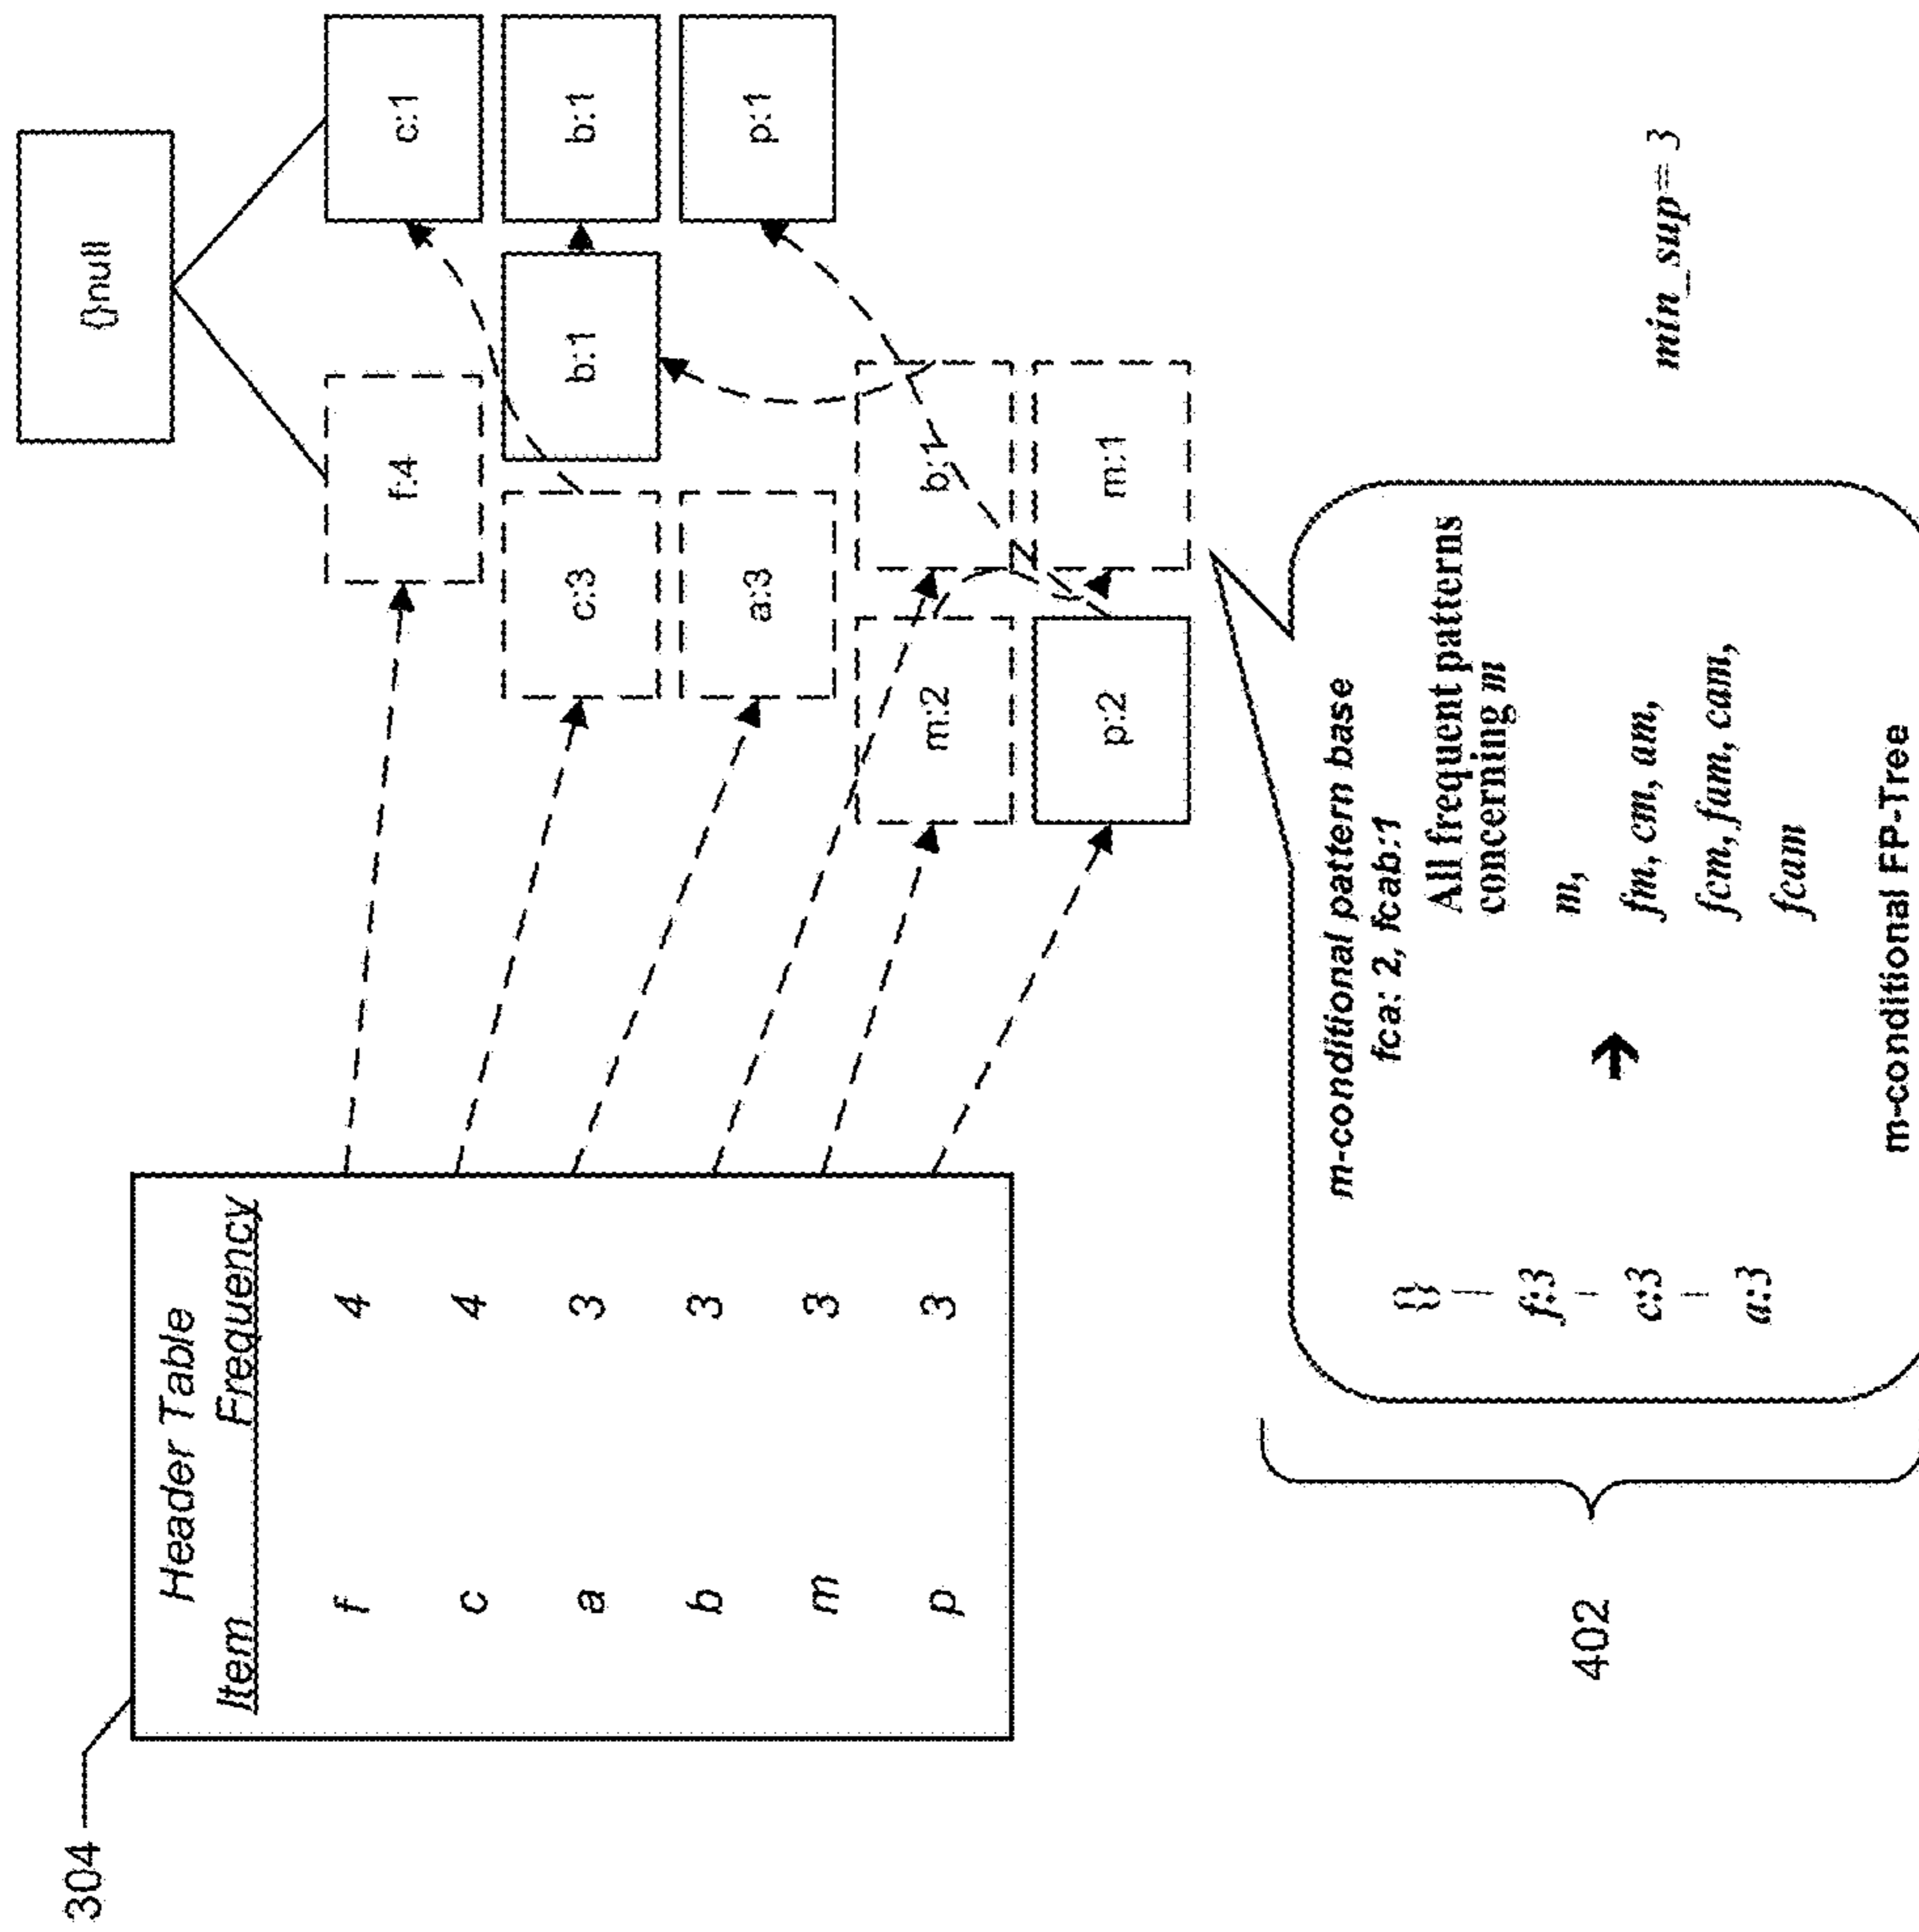 304
Header Table
Item Frequency
f 4
c 4
a 3
b 3
m 3
p 3
{}null
f:4
c:1
c:3
b:1
b:1
a:3
p:1
m:2
b:1
p:2
m:1
402
m-conditional pattern base
fca: 2, fcab:1
All frequent patterns
concerning m
m,
fm, cm, am,
fcm, fam, cam,
fcam
{}
f:3
c:3
a:3
m-conditional FP-Tree
min_sup= 3